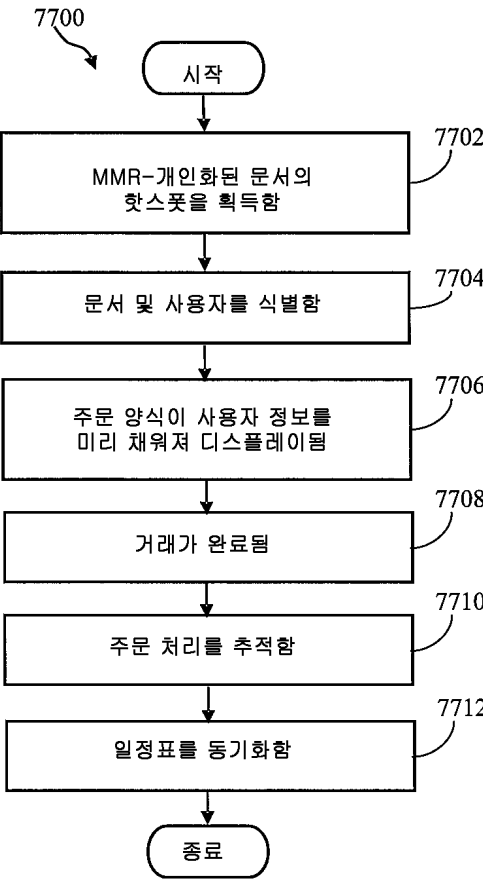 7700
시작
7702
MMR-개인화된 문서의
핫스폿을 획득함
7704
문서 및 사용자를 식별함
7706
주문 양식이 사용자 정보를
미리 채워져 디스플레이됨
7708
거래가 완료됨
7710
주문 처리를 추적함
7712
일정표를 동기화함
종료